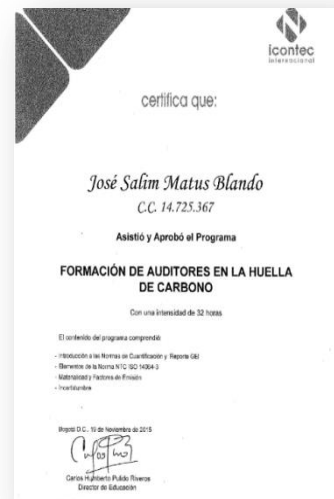 icontec
internacional
certifica que:
José Salim Matus Blando
C.C. 14.725.367
Asistió y Aprobó el Programa
FORMACIÓN DE AUDITORES EN LA HUELLA
DE CARBONO
Con una intensidad de 32 horas
El contenido del programa comprendió:
- Introducción a las Normas de Cuantificación y Reporte GEI
- Elementos de la Norma NTC ISO 14064-3
- Materialidad y Factores de Emisión
- Incertidumbre
Bogotá D.C., 19 de Noviembre de 2015
Carlos Humberto Pulido Riveros
Director de Educación